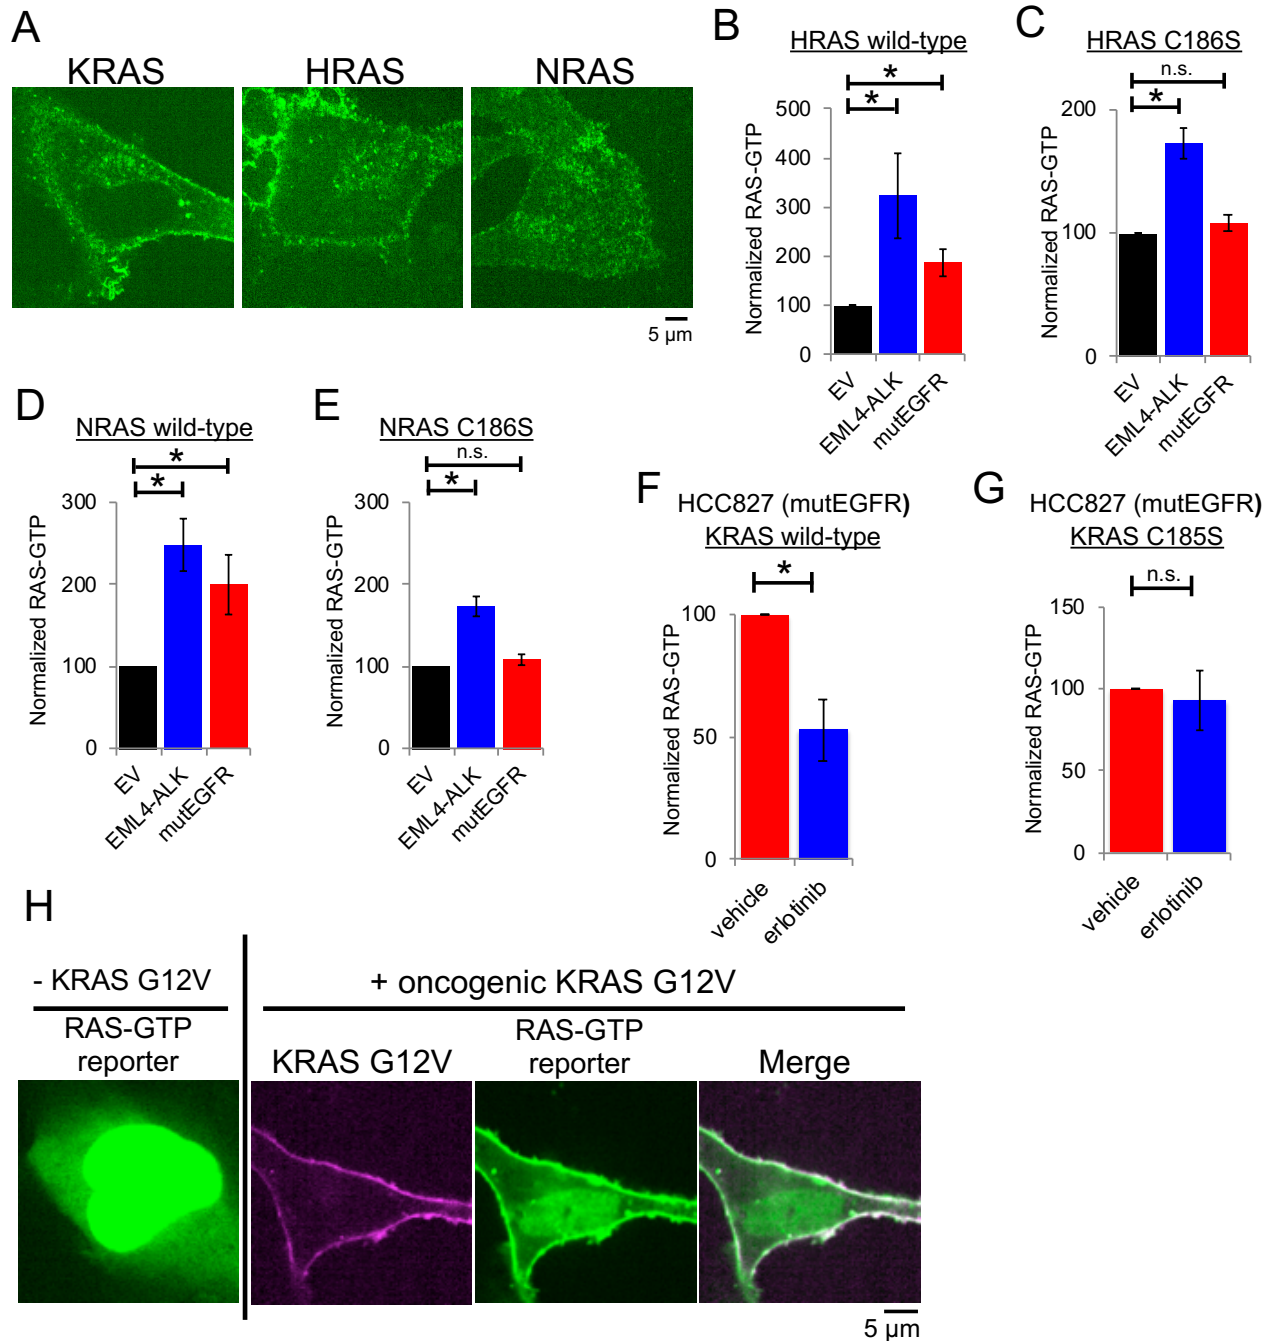 A
KRAS
HRAS
NRAS
5 µm
B
HRAS wild-type
*
*
Normalized RAS-GTP
500
400
300
200
100
0
EV
EML4-ALK
mutEGFR
C
HRAS C186S
n.s.
*
Normalized RAS-GTP
200
100
0
EV
EML4-ALK
mutEGFR
D
NRAS wild-type
*
*
Normalized RAS-GTP
300
200
100
0
EV
EML4-ALK
mutEGFR
E
NRAS C186S
n.s.
*
Normalized RAS-GTP
300
200
100
0
EV
EML4-ALK
mutEGFR
F
HCC827 (mutEGFR)
KRAS wild-type
*
Normalized RAS-GTP
100
50
0
vehicle
erlotinib
G
HCC827 (mutEGFR)
KRAS C185S
n.s.
Normalized RAS-GTP
150
100
50
0
vehicle
erlotinib
H
- KRAS G12V
RAS-GTP
reporter
+ oncogenic KRAS G12V
KRAS G12V
RAS-GTP
reporter
Merge
5 µm